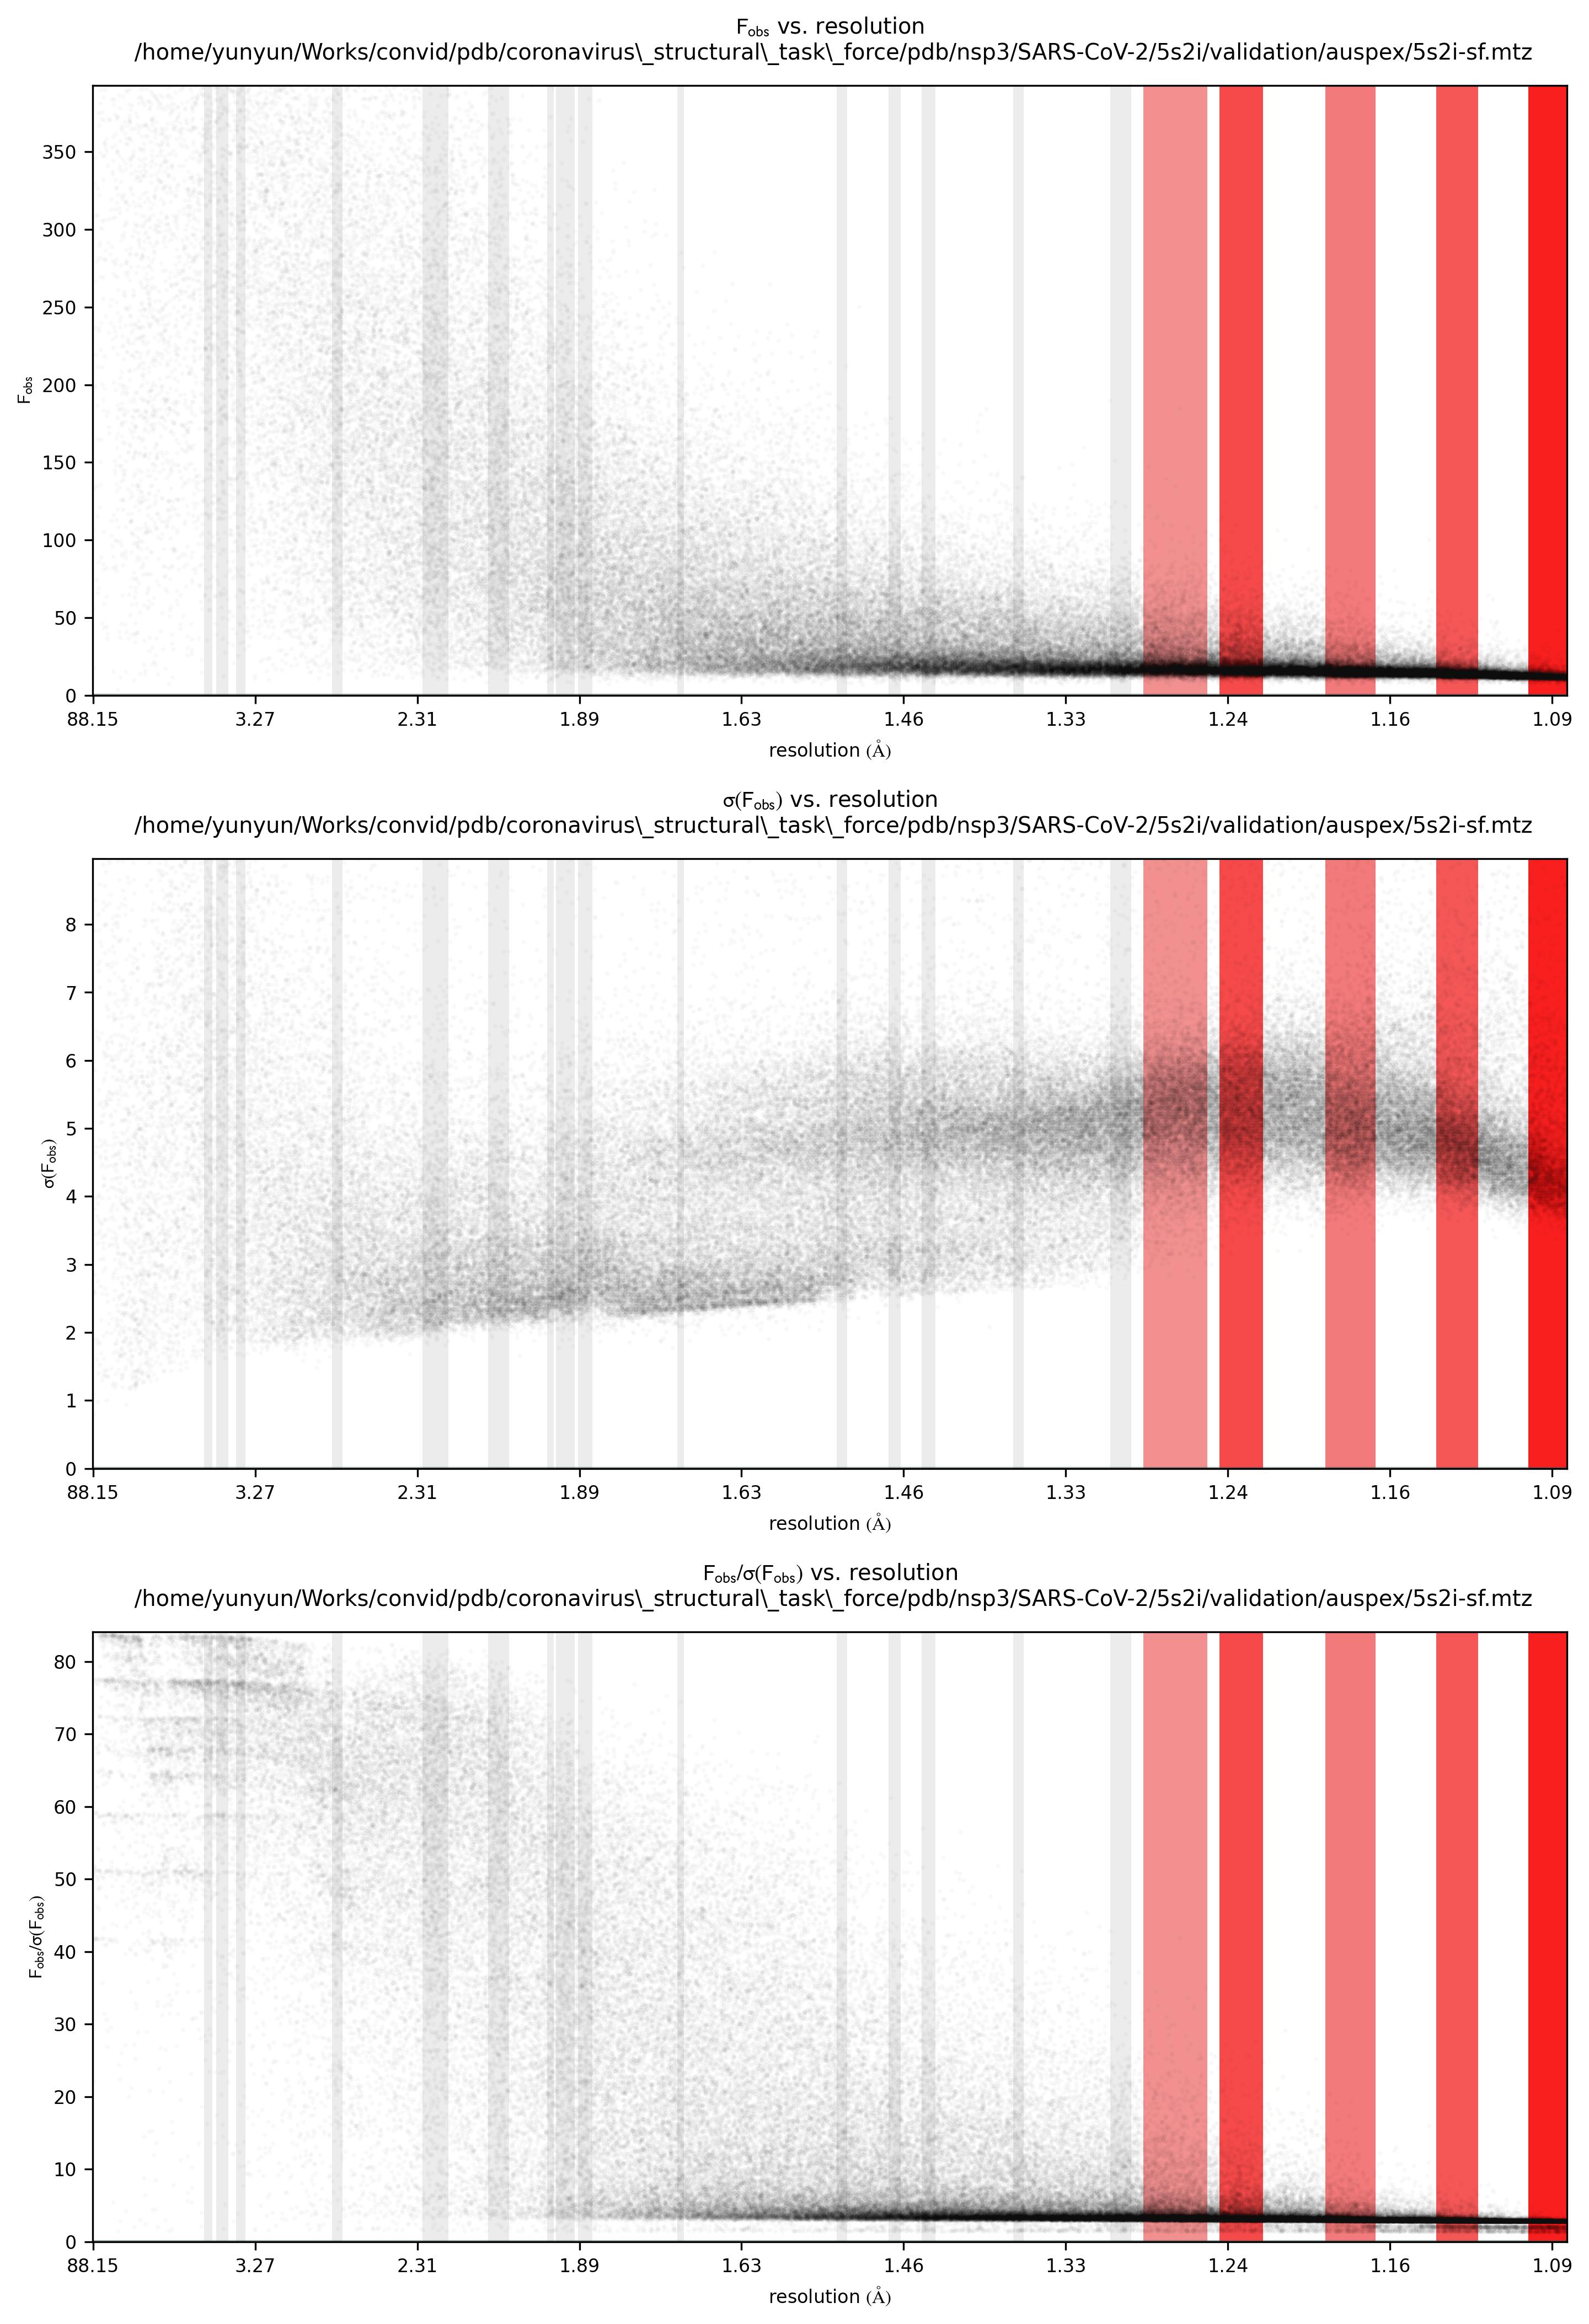 F_obs vs. resolution
/home/yunyun/Works/convid/pdb/coronavirus\_structural\_task\_force/pdb/nsp3/SARS-CoV-2/5s2i/validation/auspex/5s2i-sf.mtz
F_obs
350
300
250
200
150
100
50
0
88.15 3.27 2.31 1.89 1.63 1.46 1.33 1.24 1.16 1.09
resolution (Å)
σ(F_obs) vs. resolution
/home/yunyun/Works/convid/pdb/coronavirus\_structural\_task\_force/pdb/nsp3/SARS-CoV-2/5s2i/validation/auspex/5s2i-sf.mtz
σ(F_obs)
8
7
6
5
4
3
2
1
0
88.15 3.27 2.31 1.89 1.63 1.46 1.33 1.24 1.16 1.09
resolution (Å)
F_obs/σ(F_obs) vs. resolution
/home/yunyun/Works/convid/pdb/coronavirus\_structural\_task\_force/pdb/nsp3/SARS-CoV-2/5s2i/validation/auspex/5s2i-sf.mtz
F_obs/σ(F_obs)
80
70
60
50
40
30
20
10
0
88.15 3.27 2.31 1.89 1.63 1.46 1.33 1.24 1.16 1.09
resolution (Å)